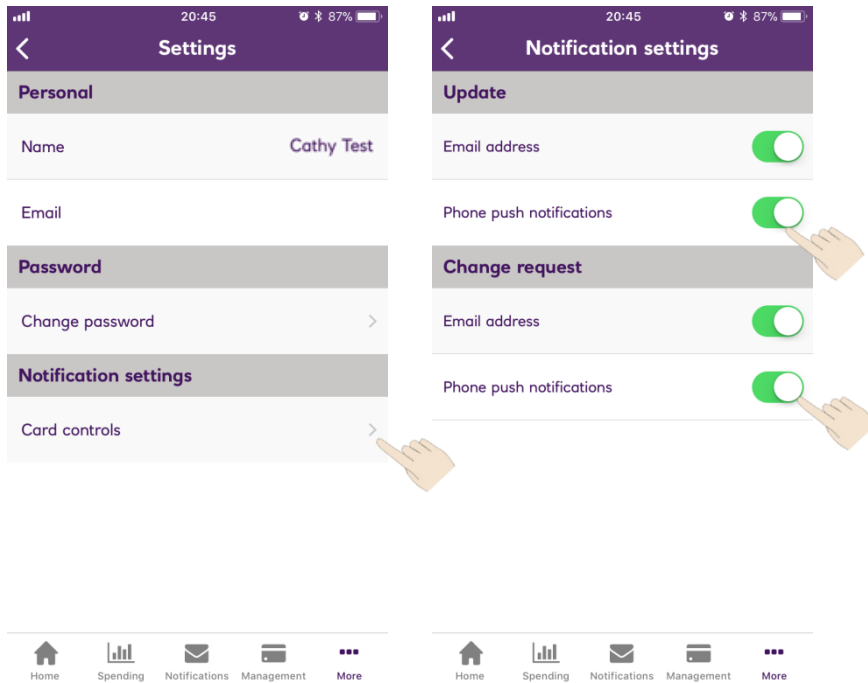 20:45
87%
Settings
Personal
Name Cathy Test
Email
Password
Change password
Notification settings
Card controls
Home Spending Notifications Management More
20:45
87%
Notification settings
Update
Email address
Phone push notifications
Change request
Email address
Phone push notifications
Home Spending Notifications Management More